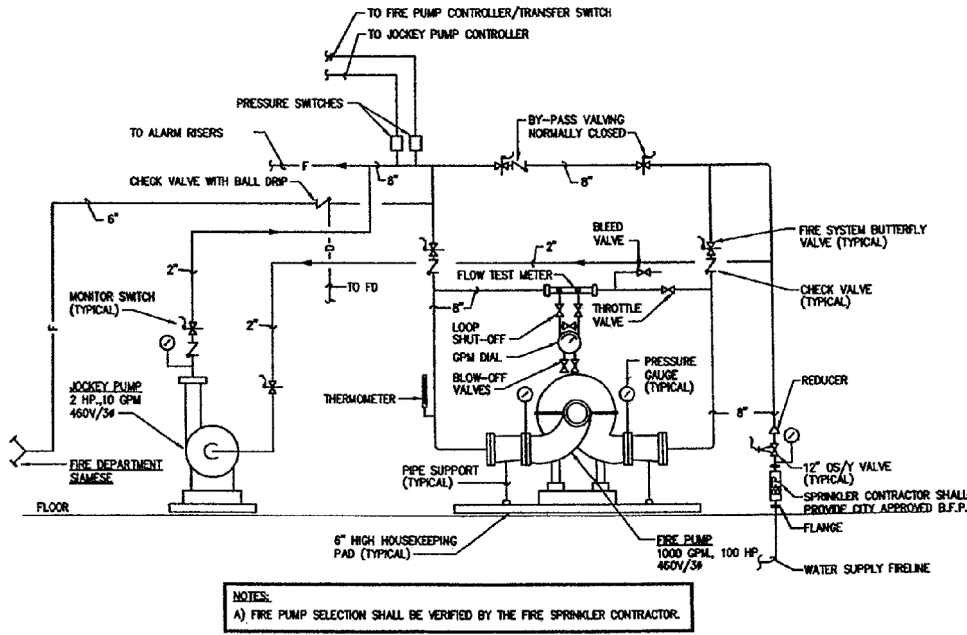 TO FIRE PUMP CONTROLLER/TRANSFER SWITCH
TO JOCKEY PUMP CONTROLLER
PRESSURE SWITCHES
BY-PASS VALVING
NORMALLY CLOSED
TO ALARM RISERS
F
8"
8"
CHECK VALVE WITH BALL DRIP
6"
BLEED
VALVE
FIRE SYSTEM BUTTERFLY
VALVE (TYPICAL)
2"
2"
FLOW TEST METER
TO FD
8"
CHECK VALVE
(TYPICAL)
MONITOR SWITCH
(TYPICAL)
THROTTLE
VALVE
F
2"
LOOP
SHUT-OFF
GPM DIAL
PRESSURE
GAUGE
(TYPICAL)
BLOW-OFF
VALVES
REDUCER
JOCKEY PUMP
2 HP.,10 GPM
460V/3ø
THERMOMETER
8"
12" OS/Y VALVE
(TYPICAL)
FIRE DEPARTMENT
SIAMESE
PIPE SUPPORT
(TYPICAL)
BFP
SPRINKLER CONTRACTOR SHALL
PROVIDE CITY APPROVED B.F.P.
FLOOR
FLANGE
6" HIGH HOUSEKEEPING
PAD (TYPICAL)
FIRE PUMP
1000 GPM., 100 HP.
460V/3ø
WATER SUPPLY FIRELINE
NOTES:
A) FIRE PUMP SELECTION SHALL BE VERIFIED BY THE FIRE SPRINKLER CONTRACTOR.